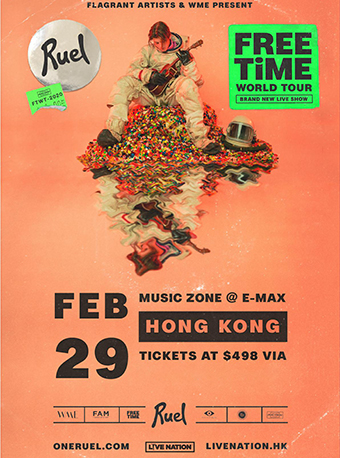 FLAGRANT ARTISTS & WME PRESENT
Ruel
FTWT-2020
FREE
TiME
WORLD TOUR
BRAND NEW LIVE SHOW
FEB
29
MUSIC ZONE @ E-MAX
HONG KONG
TICKETS AT $498 VIA
WME
FAM
FREE
TIME
Ruel
ONERUEL.COM
LIVE NATION
LIVENATION.HK